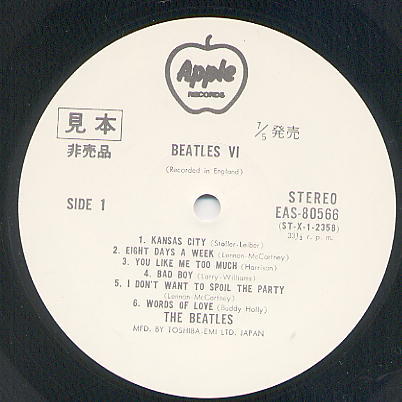 Apple
RECORDS
見本
非売品
7/5 発売
BEATLES VI
(Recorded in England)
SIDE 1
STEREO
EAS-80566
(ST-X-1-2358)
33 1/3 r. p. m.
1. KANSAS CITY (Stoller-Leiber)
2. EIGHT DAYS A WEEK (Lennon-McCartney)
3. YOU LIKE ME TOO MUCH (Harrison)
4. BAD BOY (Larry-Williams)
5. I DON'T WANT TO SPOIL THE PARTY
(Lennon-McCartney)
6. WORDS OF LOVE (Buddy Holly)
THE BEATLES
MFD. BY TOSHIBA-EMI LTD. JAPAN